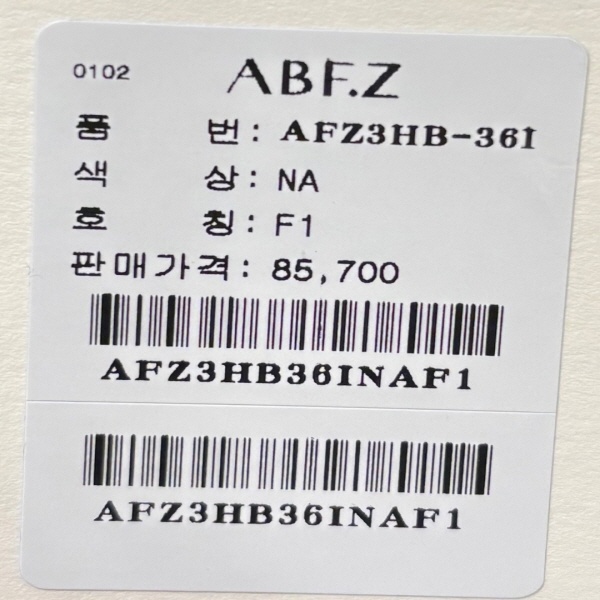 0102 ABF.Z
품 번: AFZ3HB-36I
색 상: NA
호 칭: F1
판매가격: 85,700
AFZ3HB36INAF1
AFZ3HB36INAF1